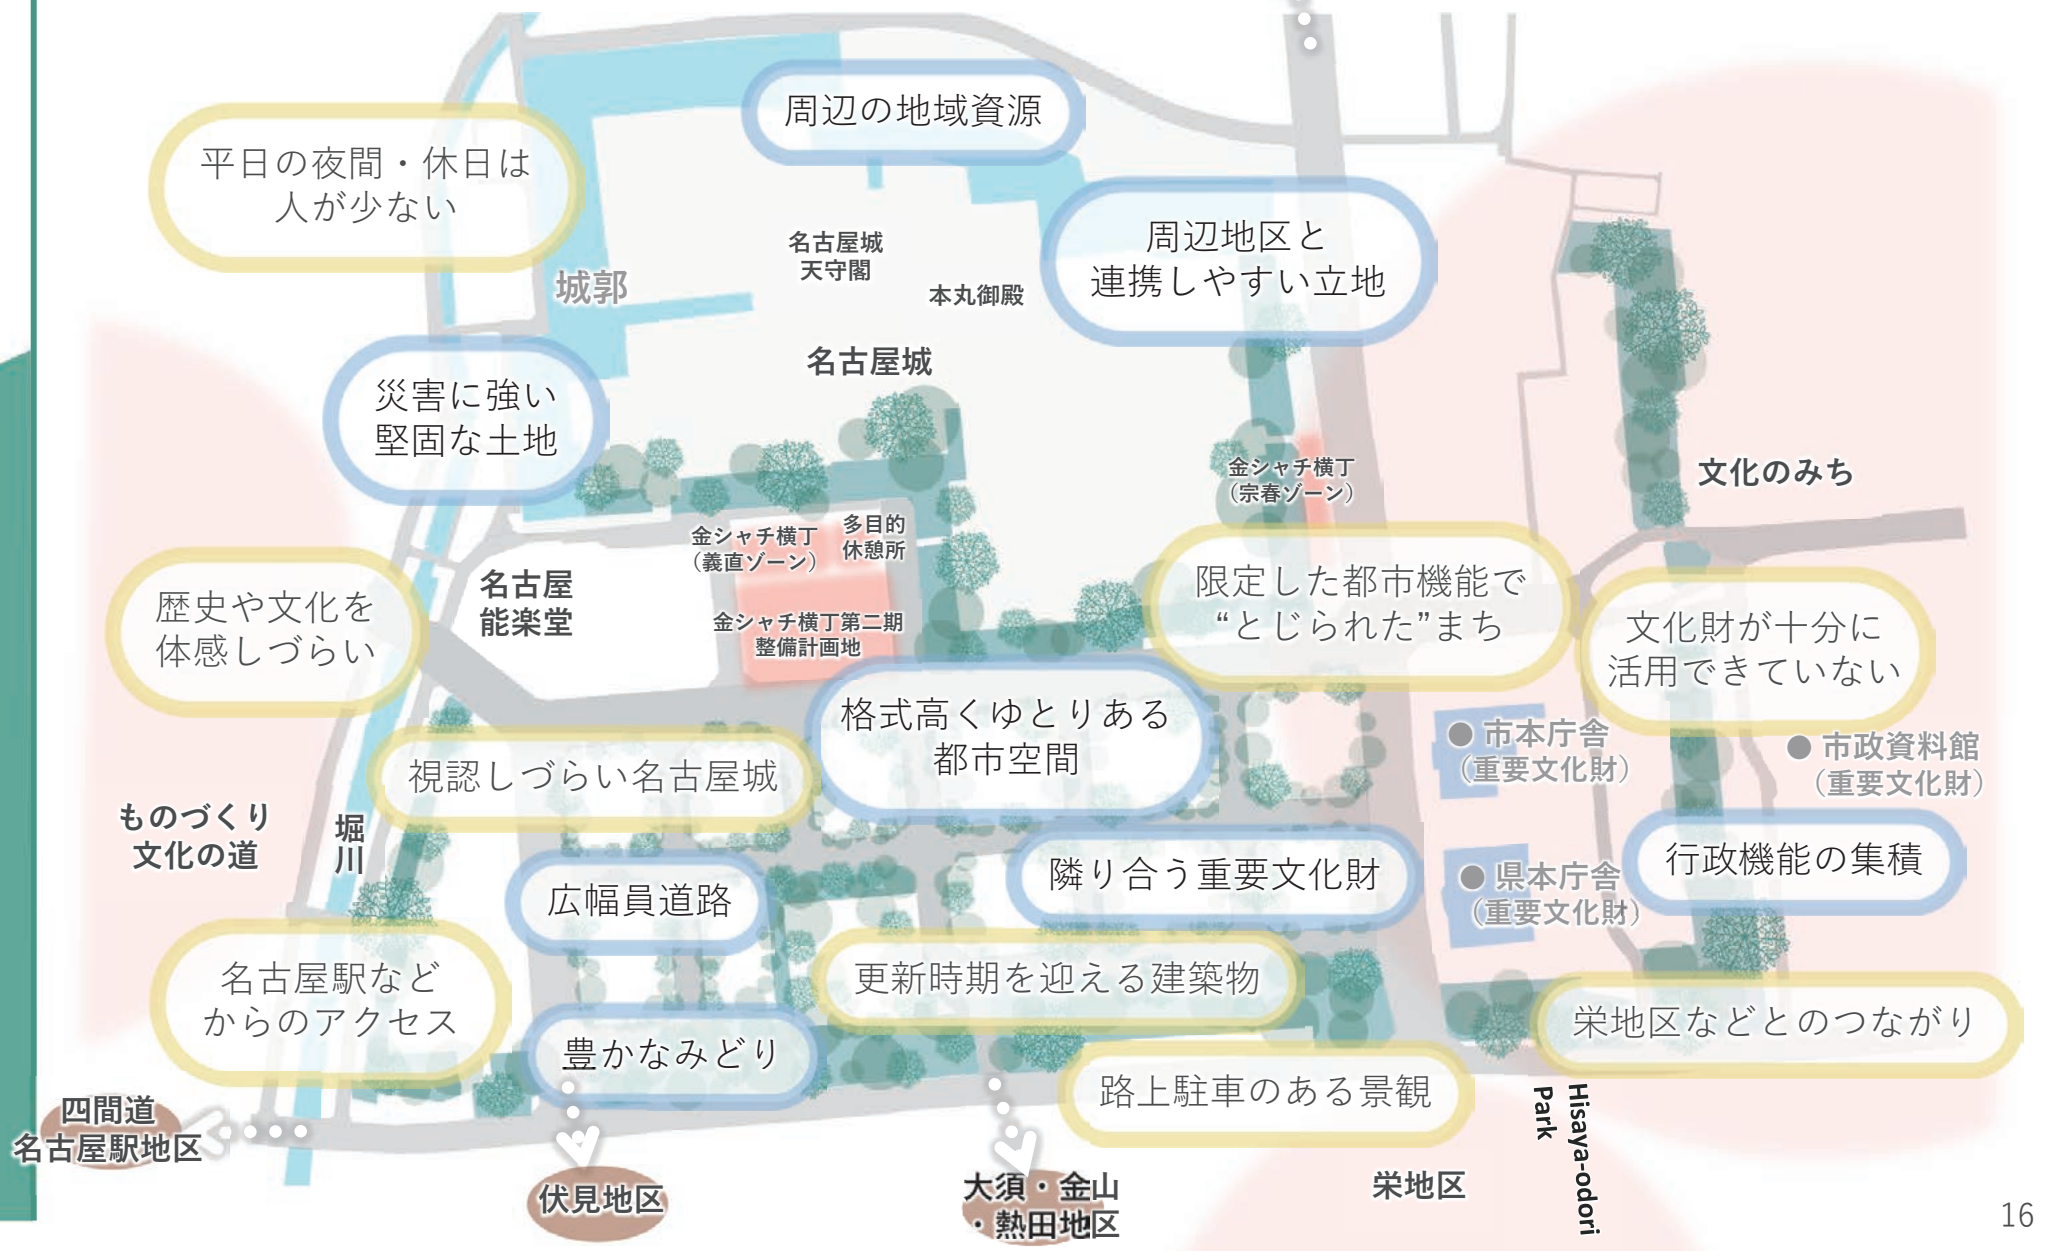 周辺の地域資源
平日の夜間・休日は
人が少ない
周辺地区と
連携しやすい立地
名古屋城
天守閣
城郭
本丸御殿
名古屋城
災害に強い
堅固な土地
文化のみち
金シャチ横丁
（宗春ゾーン）
金シャチ横丁
（義直ゾーン）
多目的
休憩所
名古屋
能楽堂
限定した都市機能で
“とじられた”まち
歴史や文化を
体感しづらい
金シャチ横丁第二期
整備計画地
文化財が十分に
活用できていない
格式高くゆとりある
都市空間
● 市本庁舎
（重要文化財）
● 市政資料館
（重要文化財）
視認しづらい名古屋城
ものづくり
文化の道
堀川
隣り合う重要文化財
行政機能の集積
広幅員道路
● 県本庁舎
（重要文化財）
名古屋駅など
からのアクセス
更新時期を迎える建築物
栄地区などとのつながり
豊かなみどり
路上駐車のある景観
四間道
名古屋駅地区
伏見地区
大須・金山
・熱田地区
栄地区
Hisaya-odori
Park
16